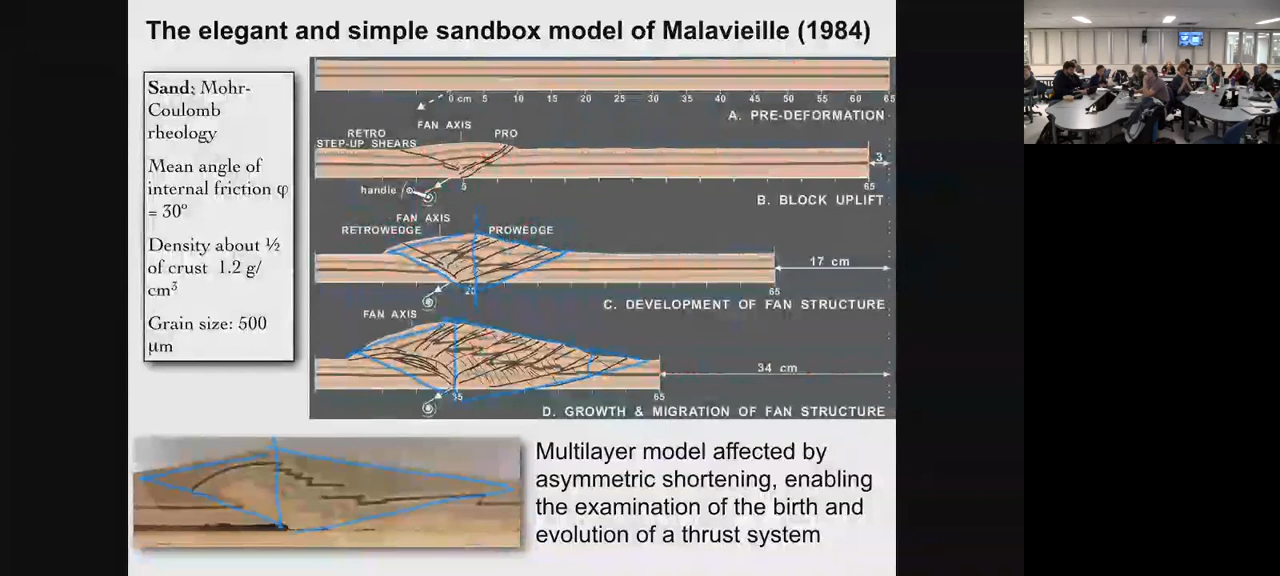 The elegant and simple sandbox model of Malavieille (1984)
Sand: Mohr-
Coulomb
rheology
Mean angle of
internal friction φ
= 30º
Density about ½
of crust 1.2 g/
cm³
Grain size: 500
μm
0 cm 5 10 15 20 25 30 35 40 45 50 55 60 65
A. PRE-DEFORMATION
FAN AXIS
RETRO PRO
STEP-UP SHEARS
3
handle
5 65
B. BLOCK UPLIFT
FAN AXIS
RETROWEDGE PROWEDGE
17 cm
20 65
C. DEVELOPMENT OF FAN STRUCTURE
FAN AXIS
34 cm
35 65
D. GROWTH & MIGRATION OF FAN STRUCTURE
Multilayer model affected by
asymmetric shortening, enabling
the examination of the birth and
evolution of a thrust system